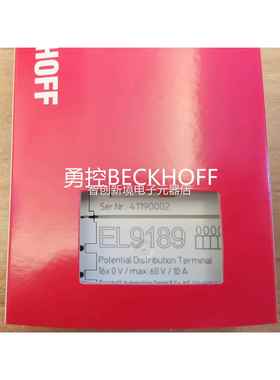 HOFF
勇控BECKHOFF
智创新境电子元器店
Ser.Nr.: 41190002
EL9189
Potential Distribution Terminal
16x 0 V / max. 60 V / 10 A